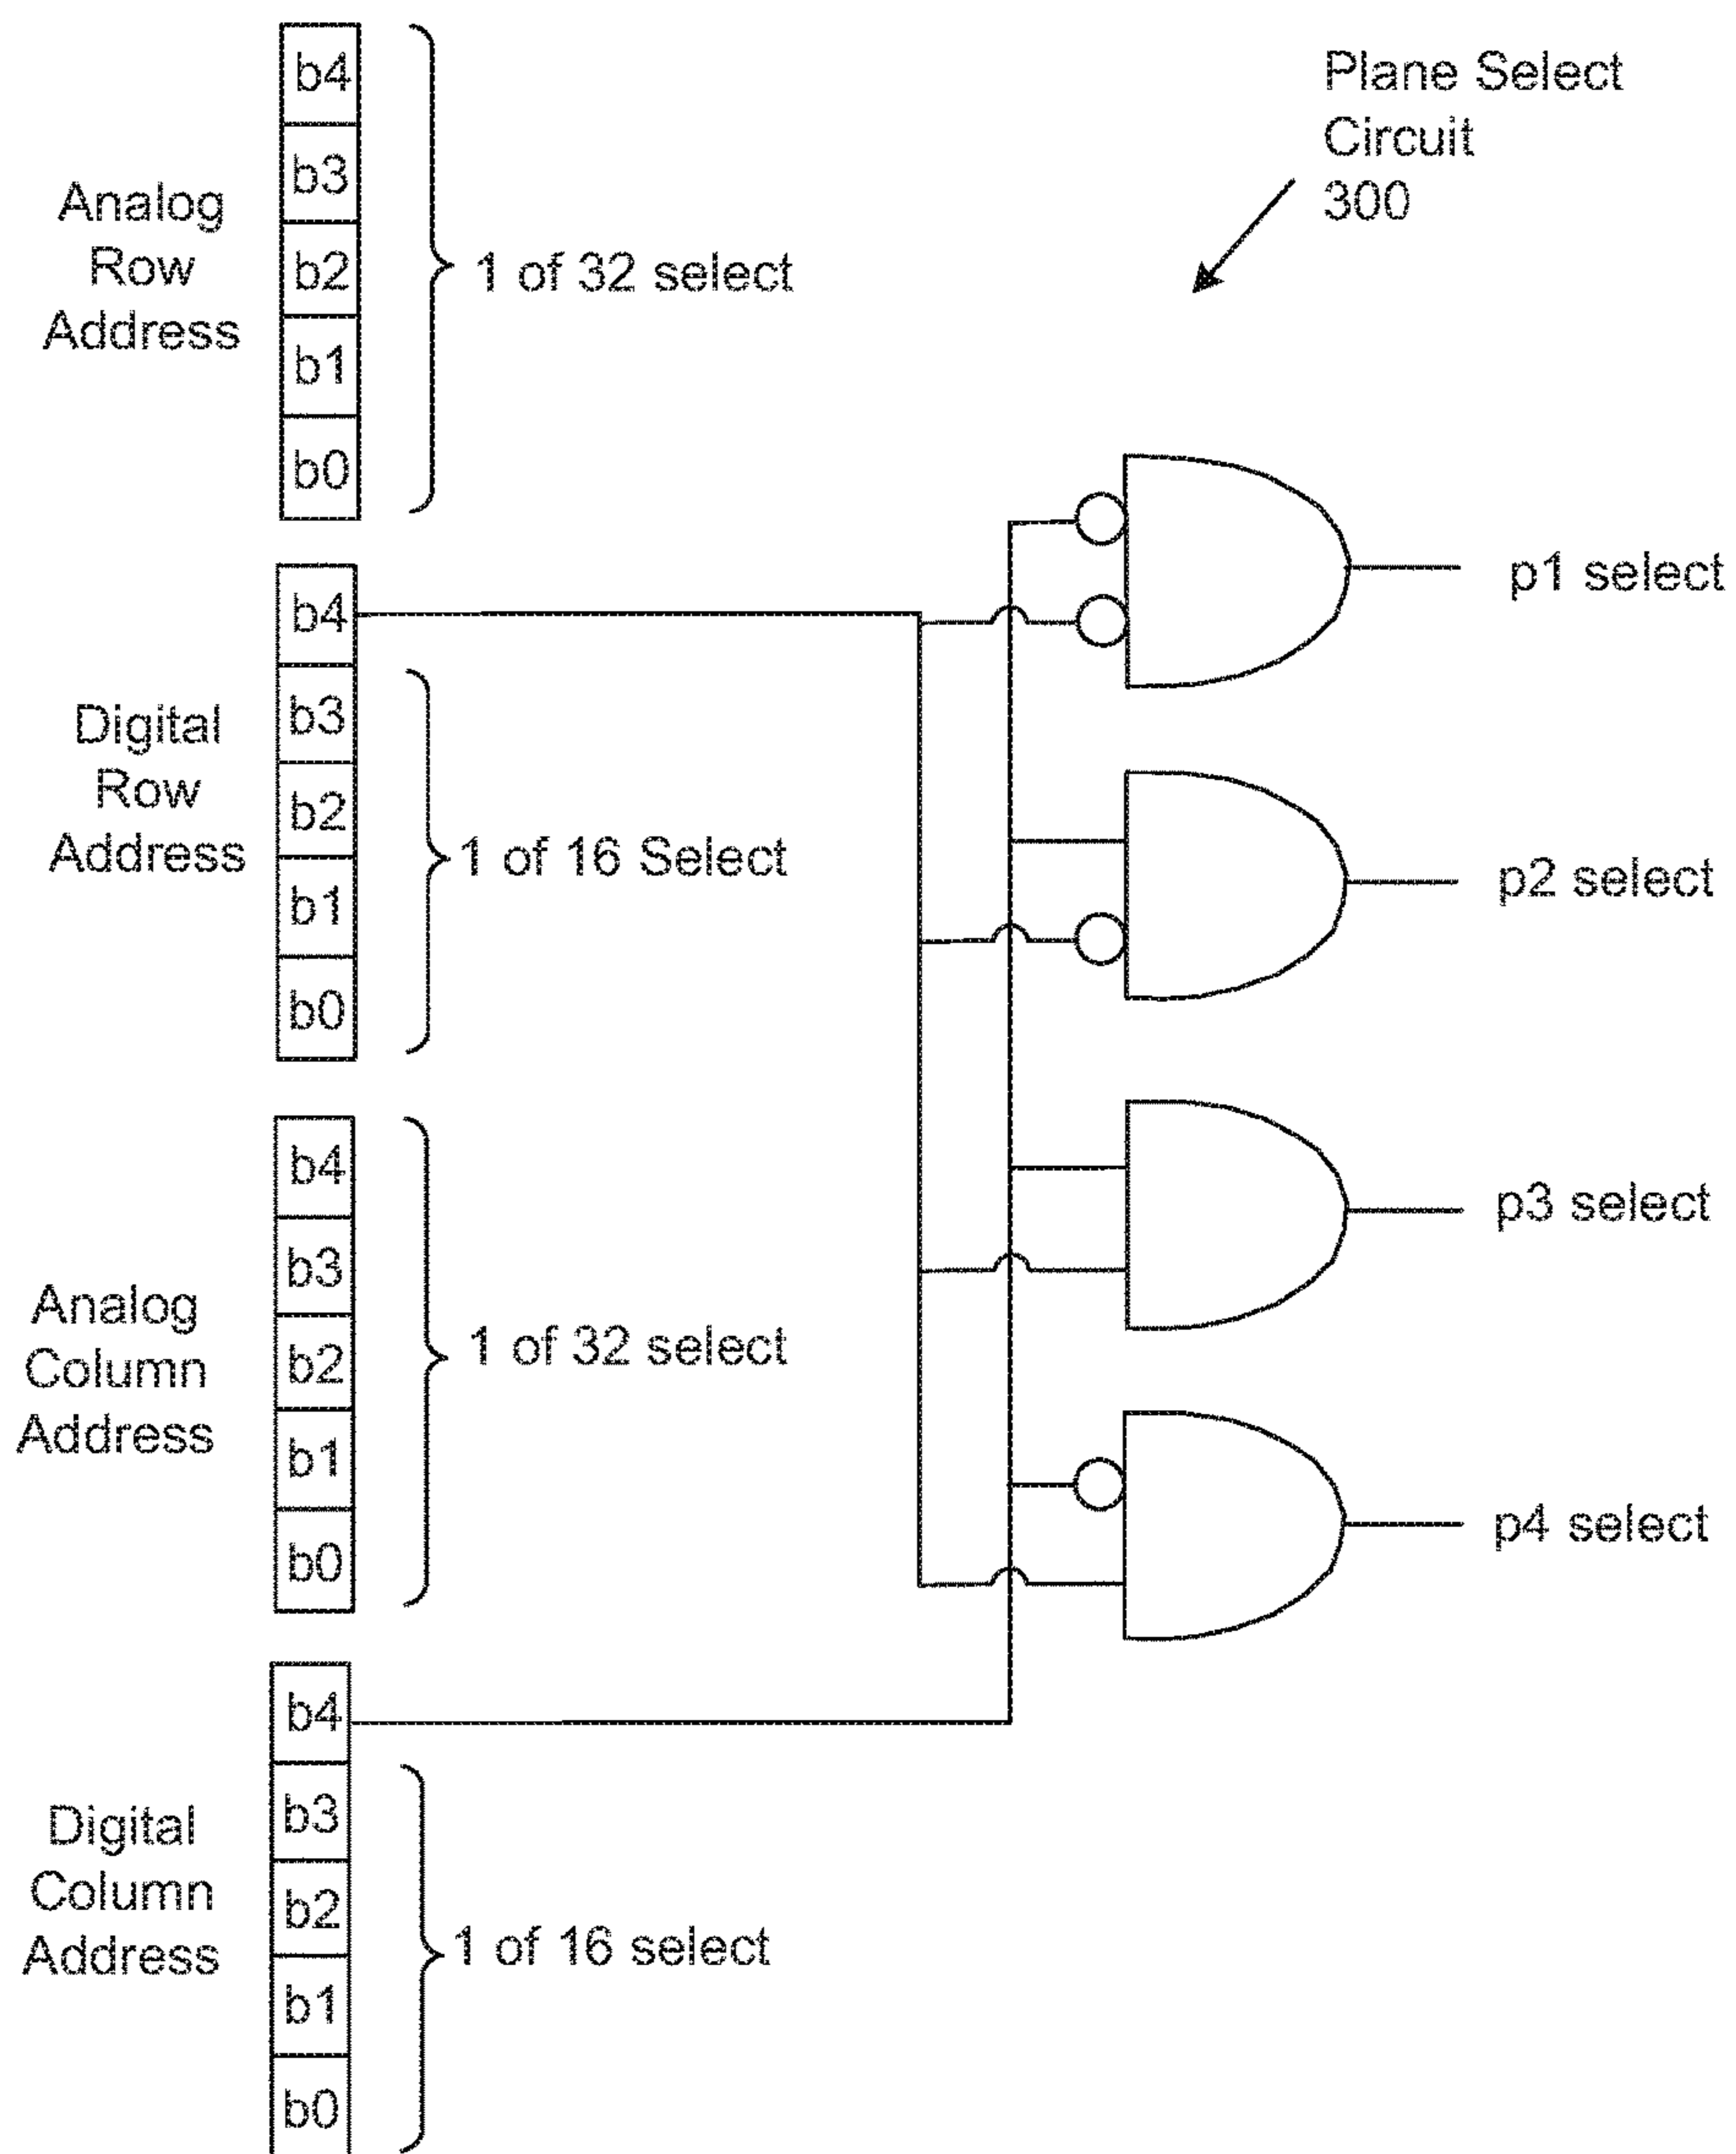 Plane Select
Circuit
300
Analog
Row
Address
b4
b3
b2
b1
b0
1 of 32 select
Digital
Row
Address
b4
b3
b2
b1
b0
1 of 16 Select
Analog
Column
Address
b4
b3
b2
b1
b0
1 of 32 select
Digital
Column
Address
b4
b3
b2
b1
b0
1 of 16 select
p1 select
p2 select
p3 select
p4 select